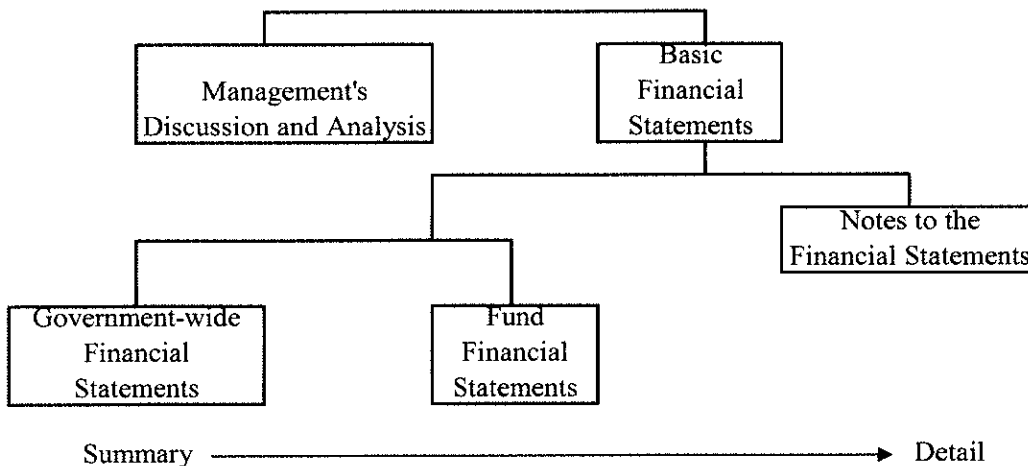 Management's
Discussion and Analysis
Basic
Financial
Statements
Notes to the
Financial Statements
Government-wide
Financial
Statements
Fund
Financial
Statements
Summary
Detail